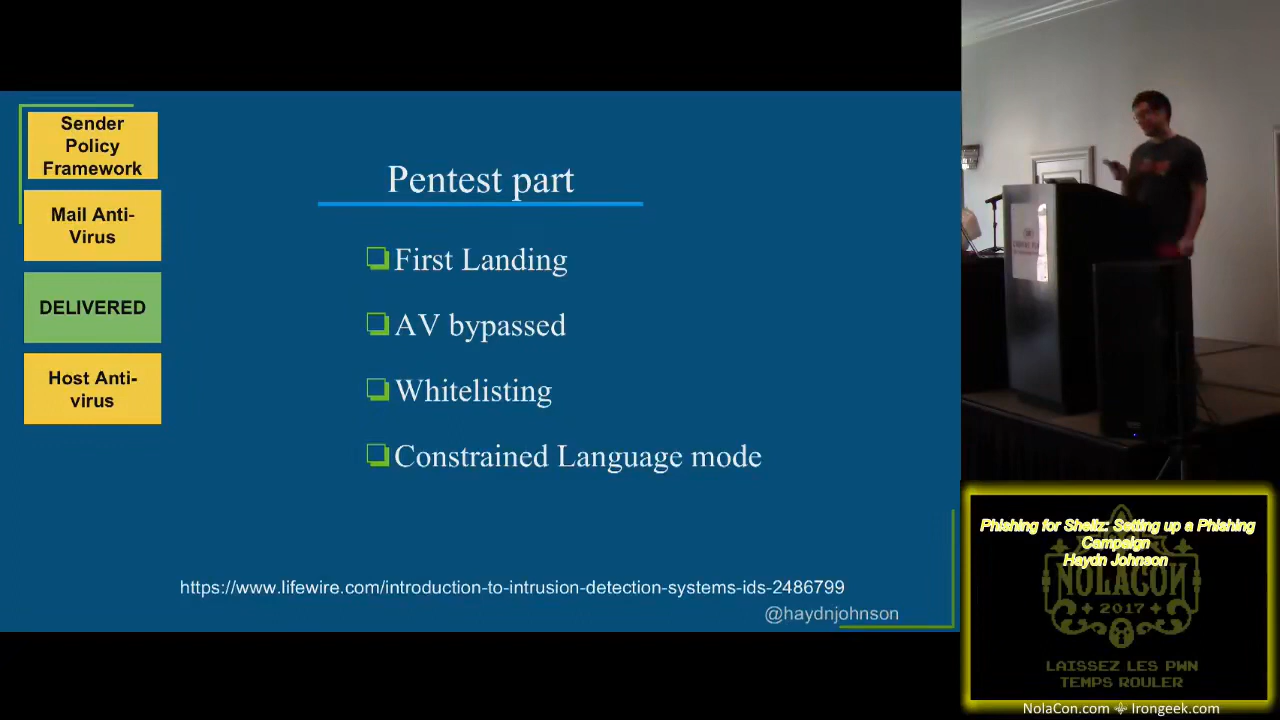 Sender
Policy
Framework
Mail Anti-
Virus
DELIVERED
Host Anti-
virus
Pentest part
First Landing
AV bypassed
Whitelisting
Constrained Language mode
https://www.lifewire.com/introduction-to-intrusion-detection-systems-ids-2486799
@haydnjohnson
Phishing for Shellz: Setting up a Phishing
Campaign
Haydn Johnson
NOLACON
2017
LAISSEZ LES PWN
TEMPS ROULER
NolaCon.com Irongeek.com